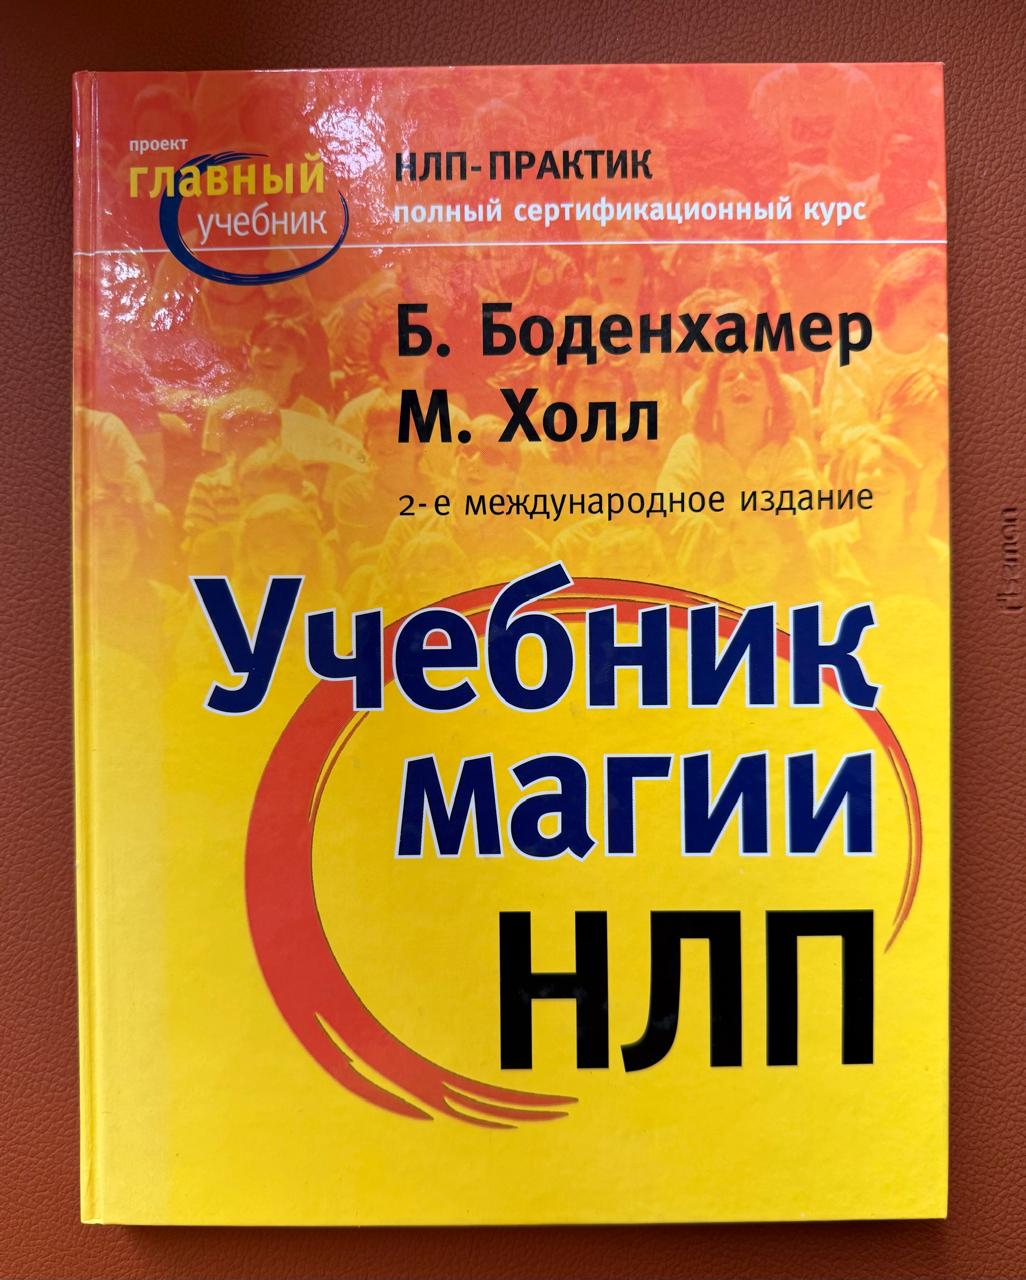 проект
главный
учебник
НЛП-ПРАКТИК
полный сертификационный курс
Б. Боденхамер
М. Холл
2-е международное издание
Учебник
магии
НЛП